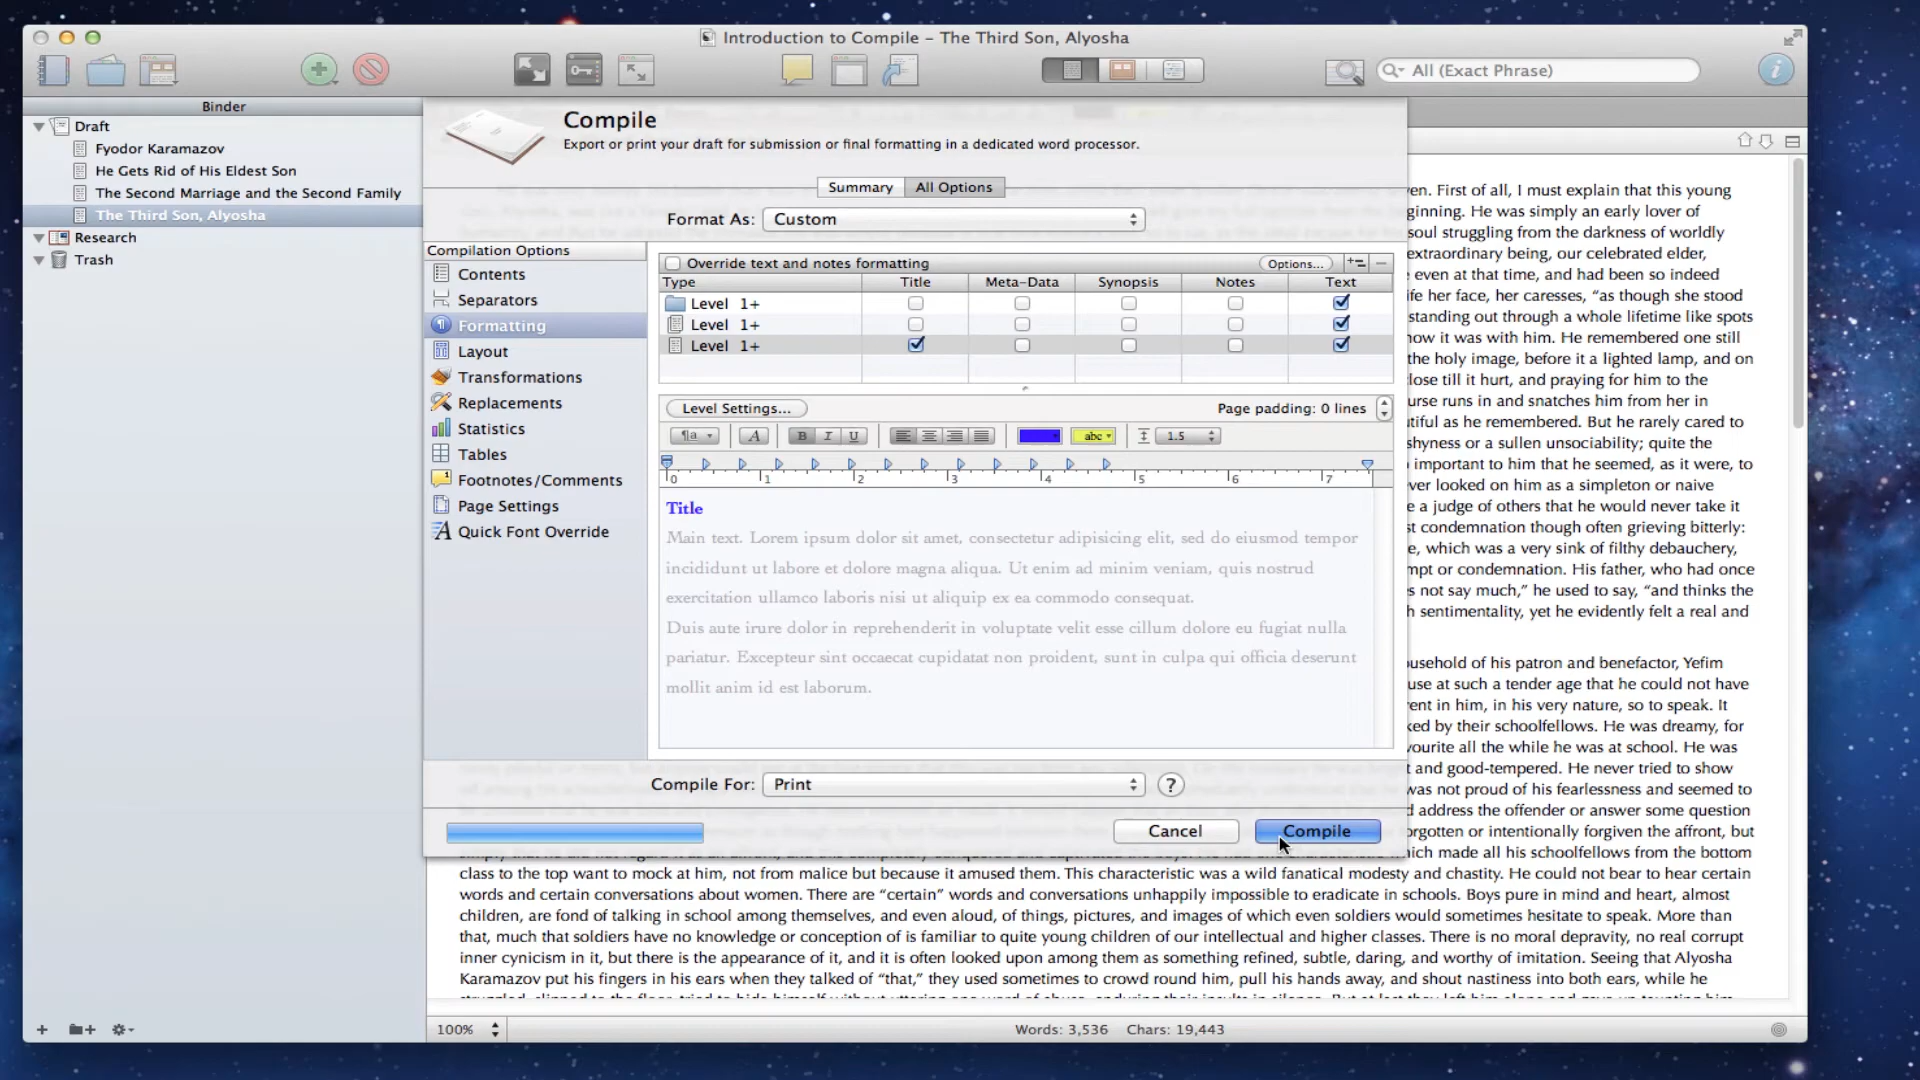 Introduction to Compile – The Third Son, Alyosha
All (Exact Phrase)
Binder
Draft
Fyodor Karamazov
He Gets Rid of His Eldest Son
The Second Marriage and the Second Family
The Third Son, Alyosha
Research
Trash
Compile
Export or print your draft for submission or final formatting in a dedicated word processor.
Summary
All Options
Format As: Custom
Compilation Options
Contents
Separators
Formatting
Layout
Transformations
Replacements
Statistics
Tables
Footnotes/Comments
Page Settings
Quick Font Override
Override text and notes formatting
Options...
Type Title Meta-Data Synopsis Notes Text
Level 1+
Level 1+
Level 1+
Level Settings...
Page padding: 0 lines
¶a A B I U abc 1.5
0 1 2 3 4 5 6 7
Title
Main text. Lorem ipsum dolor sit amet, consectetur adipisicing elit, sed do eiusmod tempor
incididunt ut labore et dolore magna aliqua. Ut enim ad minim veniam, quis nostrud
exercitation ullamco laboris nisi ut aliquip ex ea commodo consequat.
Duis aute irure dolor in reprehenderit in voluptate velit esse cillum dolore eu fugiat nulla
pariatur. Excepteur sint occaecat cupidatat non proident, sunt in culpa qui officia deserunt
mollit anim id est laborum.
Compile For: Print
?
Cancel
Compile
en. First of all, I must explain that this young
ginning. He was simply an early lover of
soul struggling from the darkness of worldly
extraordinary being, our celebrated elder,
even at that time, and had been so indeed
ife her face, her caresses, “as though she stood
standing out through a whole lifetime like spots
ow it was with him. He remembered one still
the holy image, before it a lighted lamp, and on
lose till it hurt, and praying for him to the
urse runs in and snatches him from her in
utiful as he remembered. But he rarely cared to
shyness or a sullen unsociability; quite the
important to him that he seemed, as it were, to
ver looked on him as a simpleton or naive
e a judge of others that he would never take it
st condemnation though often grieving bitterly:
e, which was a very sink of filthy debauchery,
mpt or condemnation. His father, who had once
s not say much,” he used to say, “and thinks the
h sentimentality, yet he evidently felt a real and
usehold of his patron and benefactor, Yefim
use at such a tender age that he could not have
ent in him, in his very nature, so to speak. It
ked by their schoolfellows. He was dreamy, for
vourite all the while he was at school. He was
and good-tempered. He never tried to show
was not proud of his fearlessness and seemed to
d address the offender or answer some question
orgotten or intentionally forgiven the affront, but
hich made all his schoolfellows from the bottom
class to the top want to mock at him, not from malice but because it amused them. This characteristic was a wild fanatical modesty and chastity. He could not bear to hear certain
words and certain conversations about women. There are “certain” words and conversations unhappily impossible to eradicate in schools. Boys pure in mind and heart, almost
children, are fond of talking in school among themselves, and even aloud, of things, pictures, and images of which even soldiers would sometimes hesitate to speak. More than
that, much that soldiers have no knowledge or conception of is familiar to quite young children of our intellectual and higher classes. There is no moral depravity, no real corrupt
inner cynicism in it, but there is the appearance of it, and it is often looked upon among them as something refined, subtle, daring, and worthy of imitation. Seeing that Alyosha
Karamazov put his fingers in his ears when they talked of “that,” they used sometimes to crowd round him, pull his hands away, and shout nastiness into both ears, while he
100%
Words: 3,536 Chars: 19,443